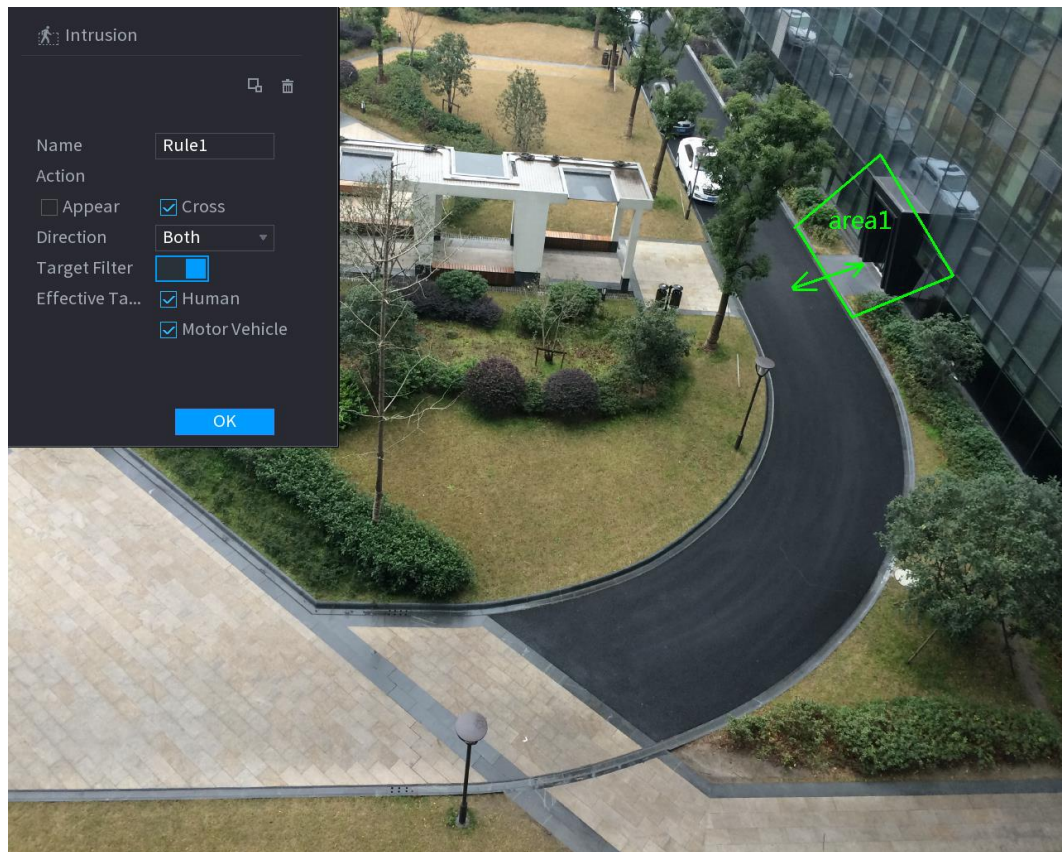 Intrusion
Name Rule1
Action
Appear Cross
Direction Both
Target Filter
Effective Ta... Human
Motor Vehicle
OK
area1